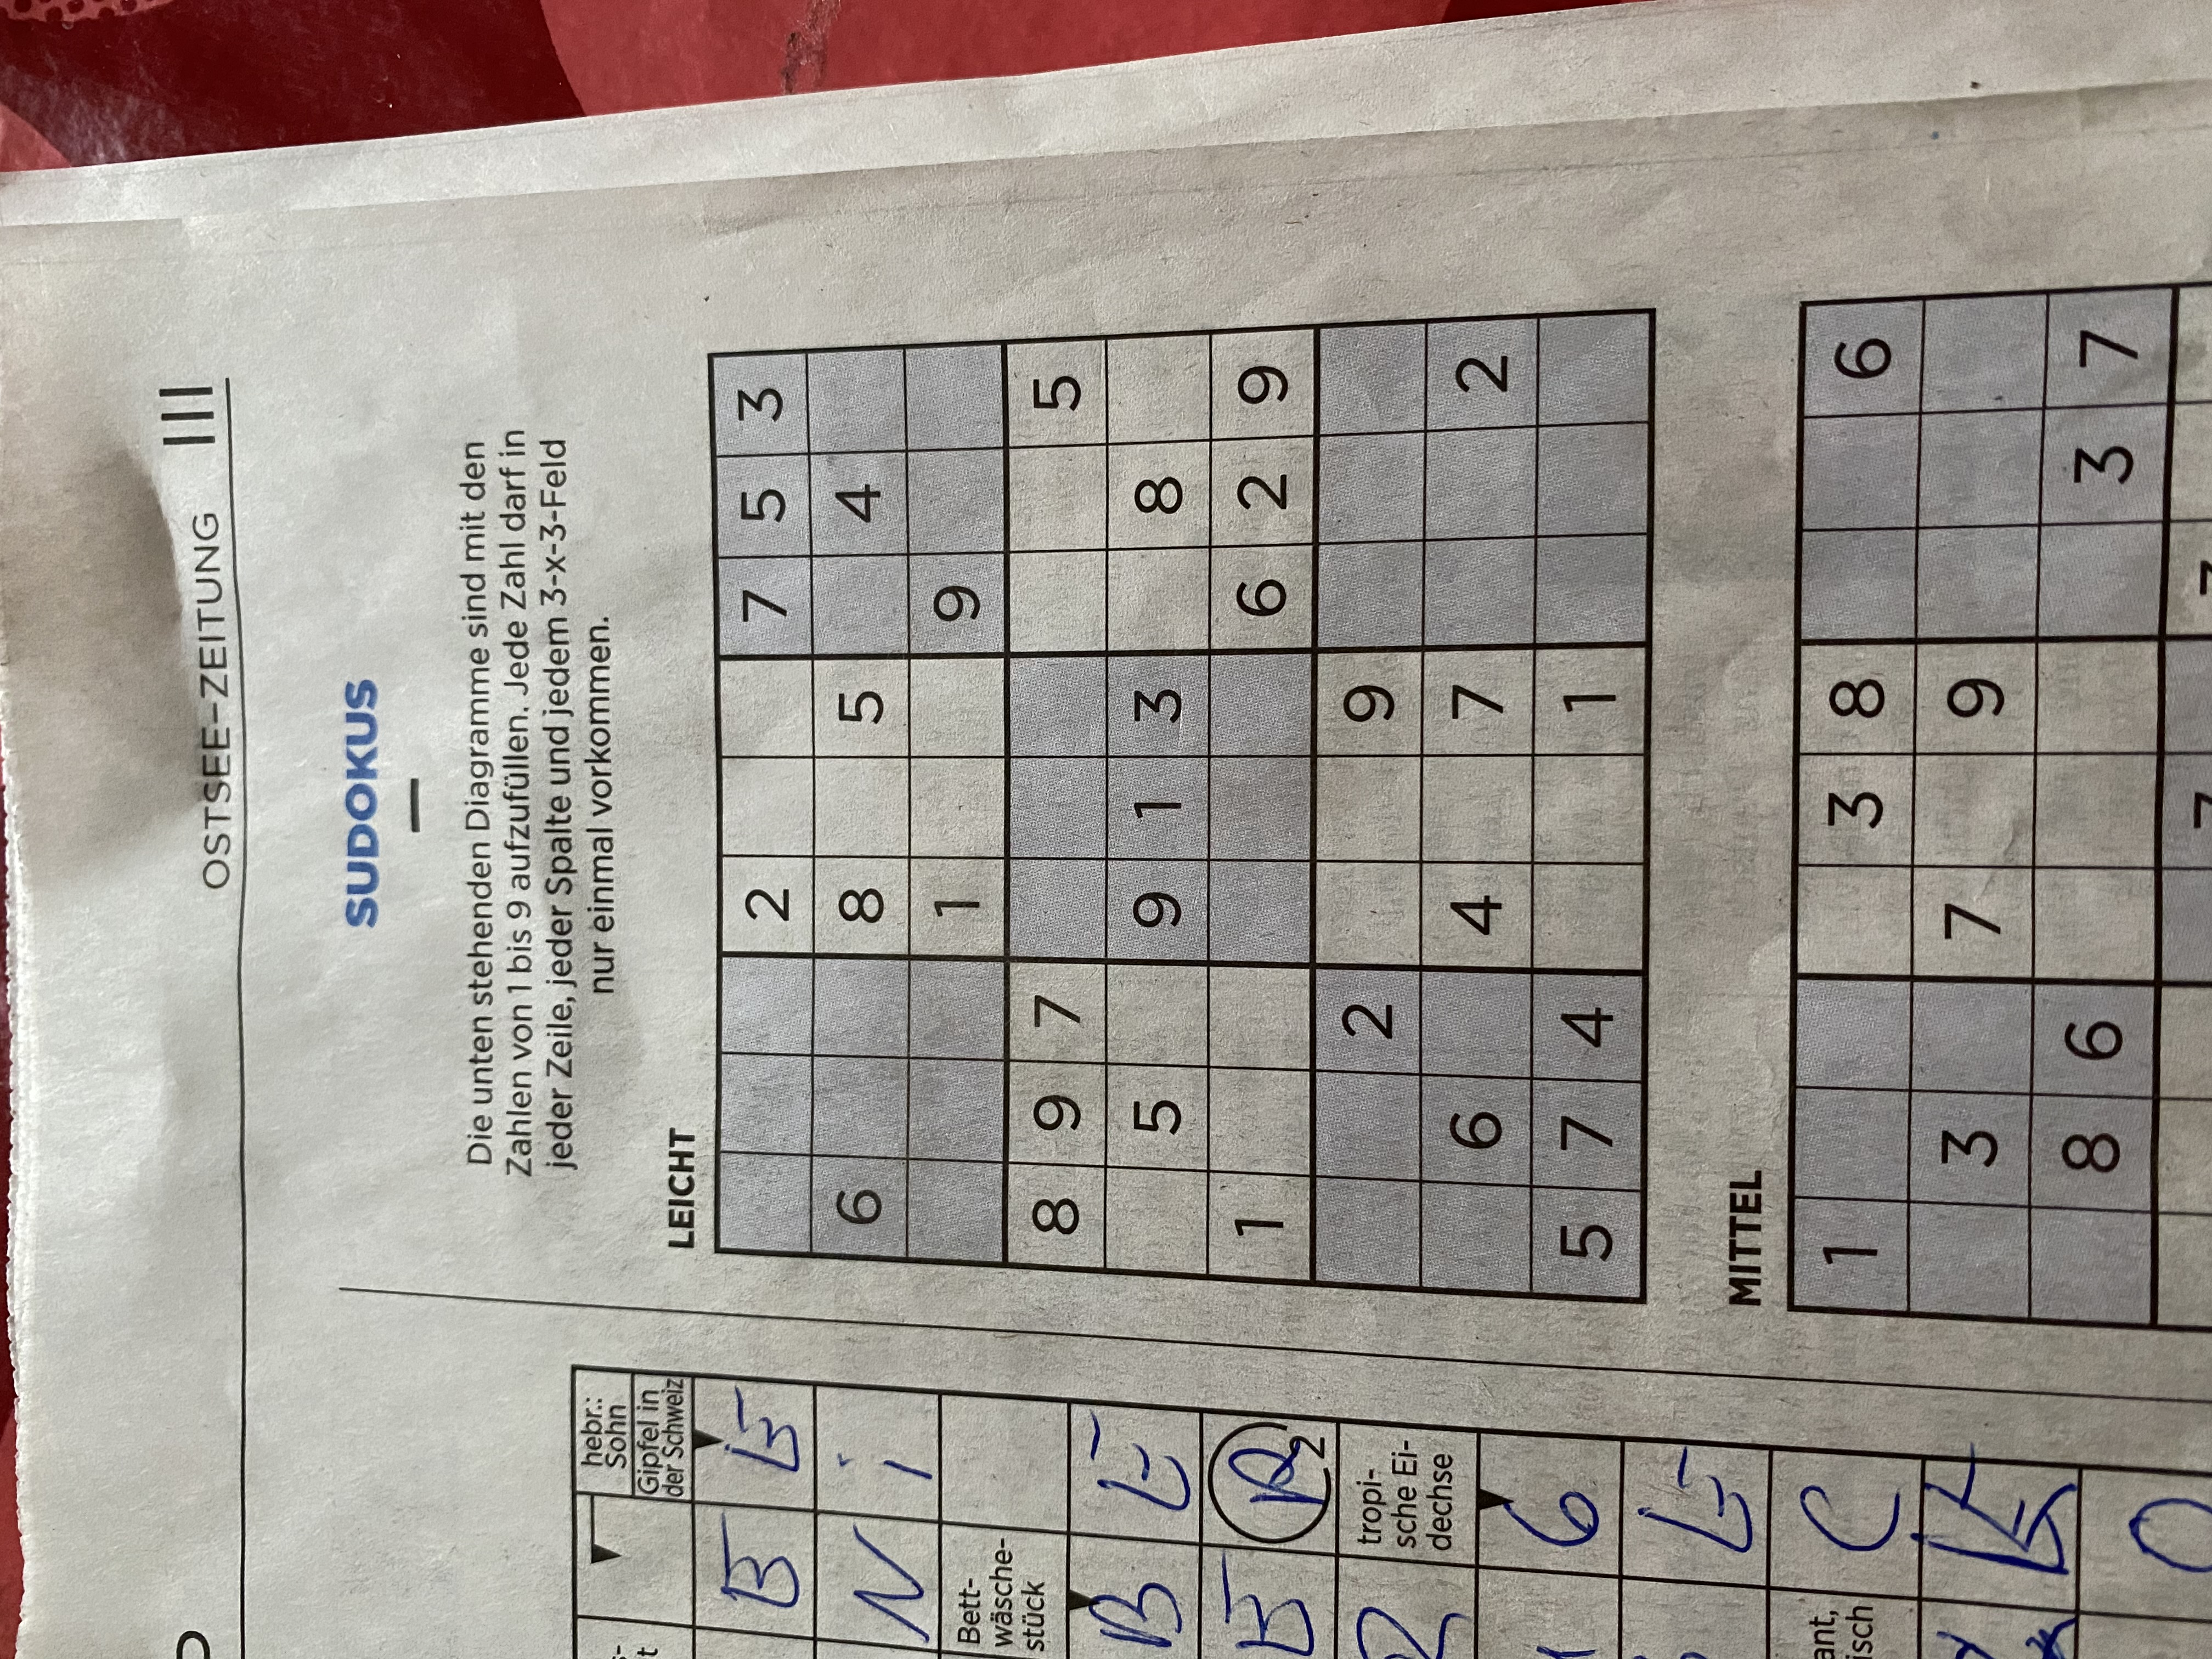 OSTSEE–ZEITUNG III
SUDOKUS
Die unten stehenden Diagramme sind mit den
Zahlen von 1 bis 9 aufzufüllen. Jede Zahl darf in
jeder Zeile, jeder Spalte und jedem 3-x-3-Feld
nur einmal vorkommen.
hebr.:
Sohn
Gipfel in
der Schweiz
E E
N i
Bett-
wäsche-
stück
B E
E R 2
R
tropi-
sche Ei-
dechse
G
E
C
E
O
LEICHT
2 7 5 3
6 8 5 4
1 9
8 9 7 5
5 9 1 3 8
1 6 2 9
2 9
6 4 7 2
5 7 4 1
MITTEL
1 3 8 6
3 7 9
8 6 3 7